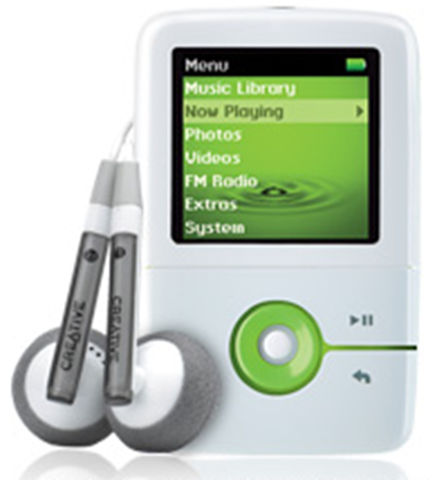 Menu
Music Library
Now Playing
Photos
Videos
FM Radio
Extras
System
CREATIVE
CREATIVE